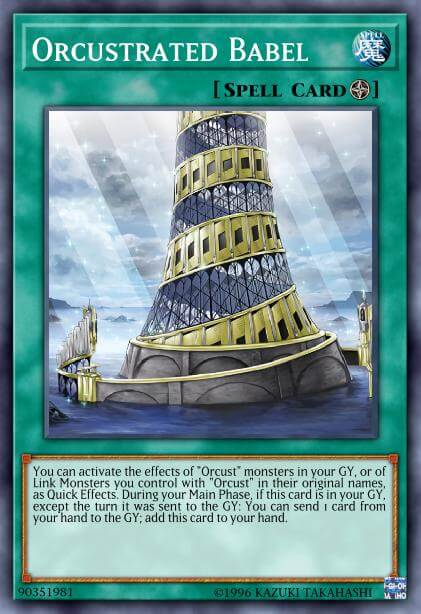 ORCUSTRATED BABEL
[SPELL CARD]
You can activate the effects of "Orcust" monsters in your GY, or of
Link Monsters you control with "Orcust" in their original names,
as Quick Effects. During your Main Phase, if this card is in your GY,
except the turn it was sent to the GY: You can send 1 card from
your hand to the GY; add this card to your hand.
90351981
©1996 KAZUKI TAKAHASHI